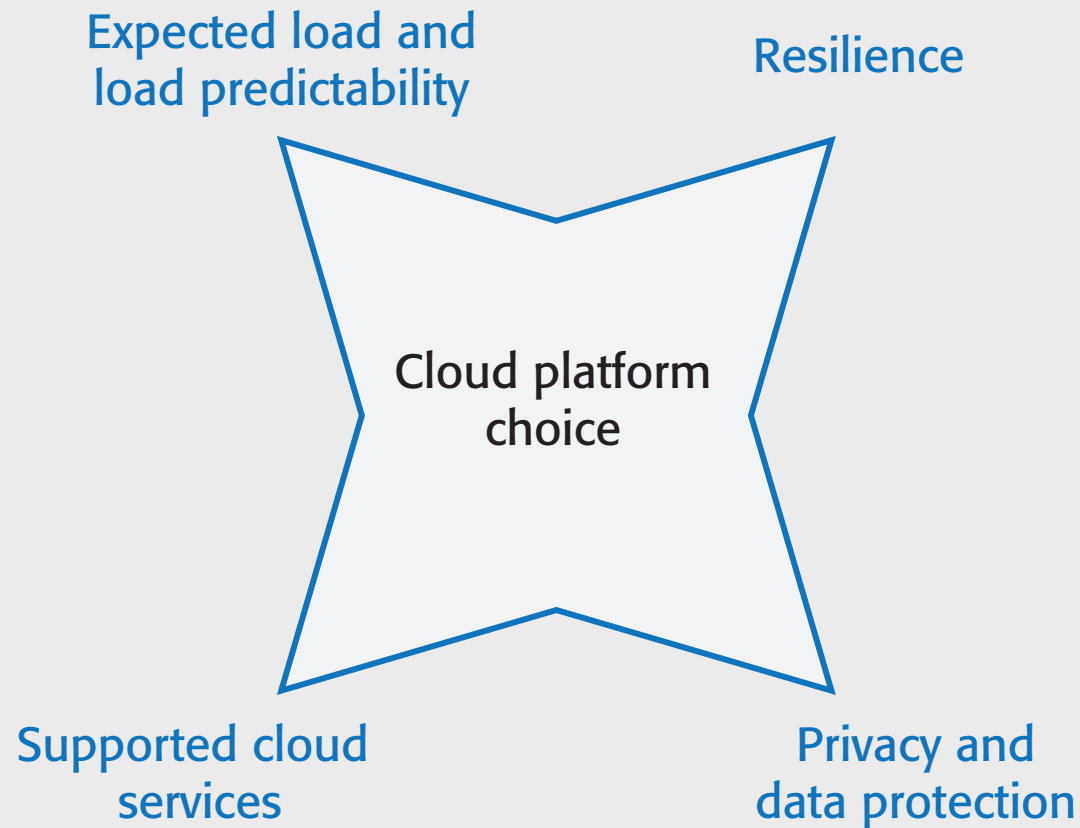 Expected load and
load predictability
Resilience
Cloud platform
choice
Supported cloud
services
Privacy and
data protection